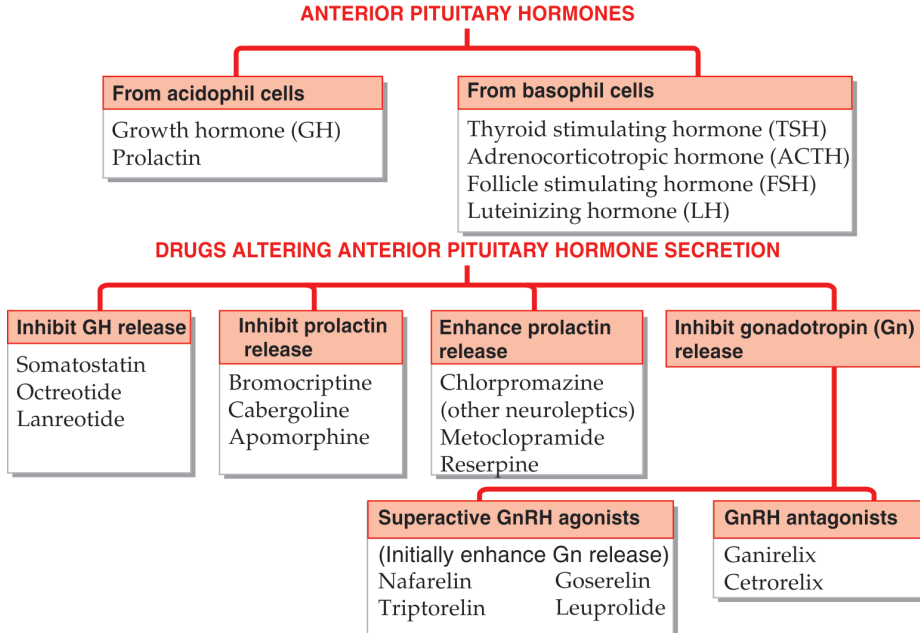 ANTERIOR PITUITARY HORMONES
From acidophil cells
Growth hormone (GH)
Prolactin
From basophil cells
Thyroid stimulating hormone (TSH)
Adrenocorticotropic hormone (ACTH)
Follicle stimulating hormone (FSH)
Luteinizing hormone (LH)
DRUGS ALTERING ANTERIOR PITUITARY HORMONE SECRETION
Inhibit GH release
Somatostatin
Octreotide
Lanreotide
Inhibit prolactin
release
Bromocriptine
Cabergoline
Apomorphine
Enhance prolactin
release
Chlorpromazine
(other neuroleptics)
Metoclopramide
Reserpine
Inhibit gonadotropin (Gn)
release
Superactive GnRH agonists
(Initially enhance Gn release)
Nafarelin Goserelin
Triptorelin Leuprolide
GnRH antagonists
Ganirelix
Cetrorelix